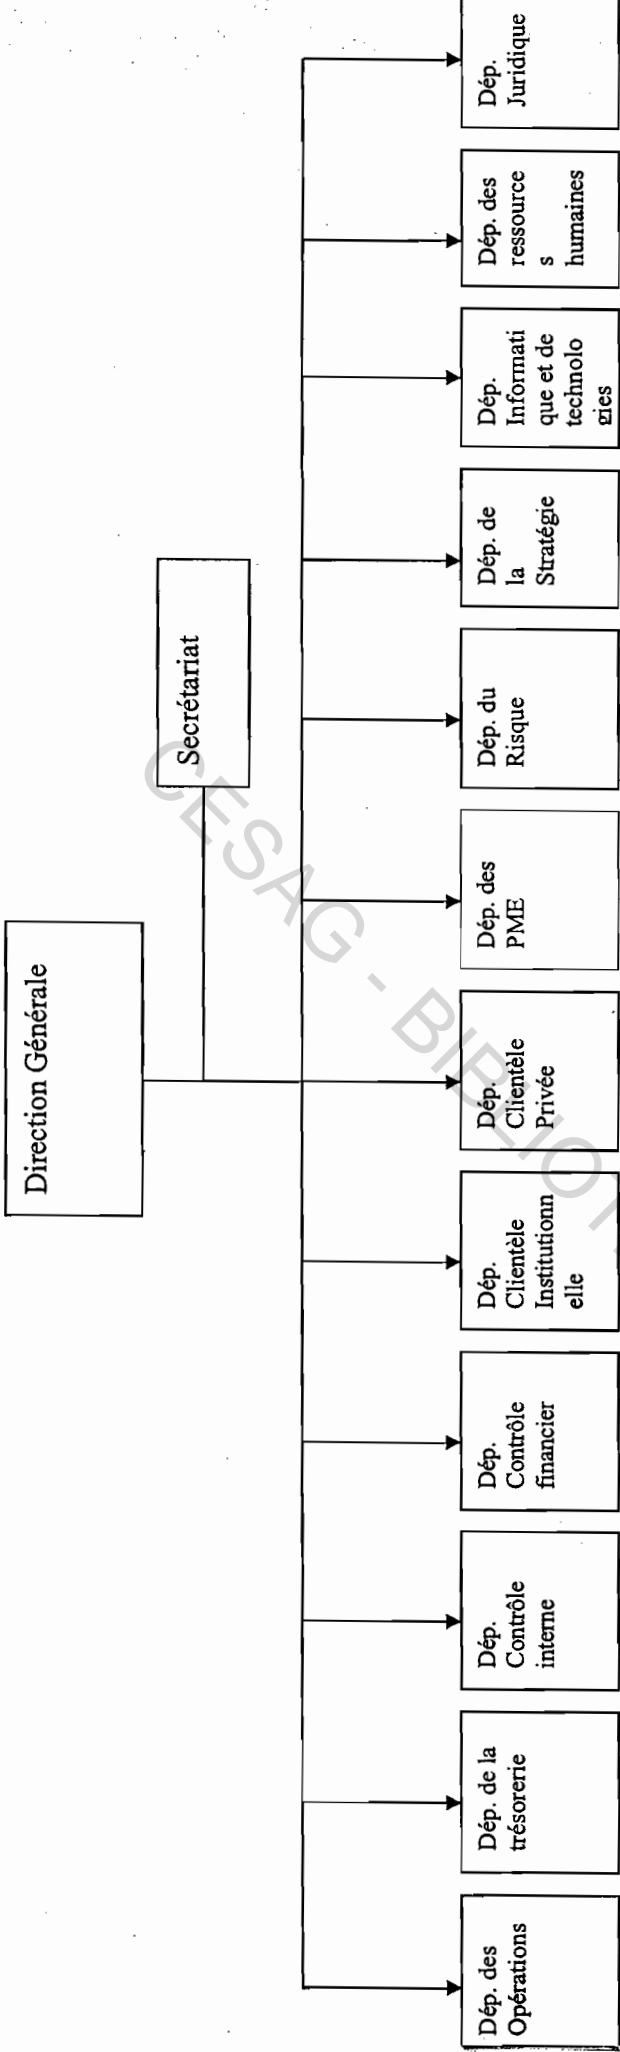 Direction Générale
Secrétariat
Dép. des
Opérations
Dép. de la
trésorerie
Dép.
Contrôle
interne
Dép.
Contrôle
financier
Dép.
Clientèle
Institutionn
elle
Dép.
Clientèle
Privée
Dép. des
PME
Dép. du
Risque
Dép. de
la
Stratégie
Dép.
Informati
que et de
technolo
gies
Dép. des
ressource
s
humaines
Dép.
Juridique
CESAG - BIBLIOT